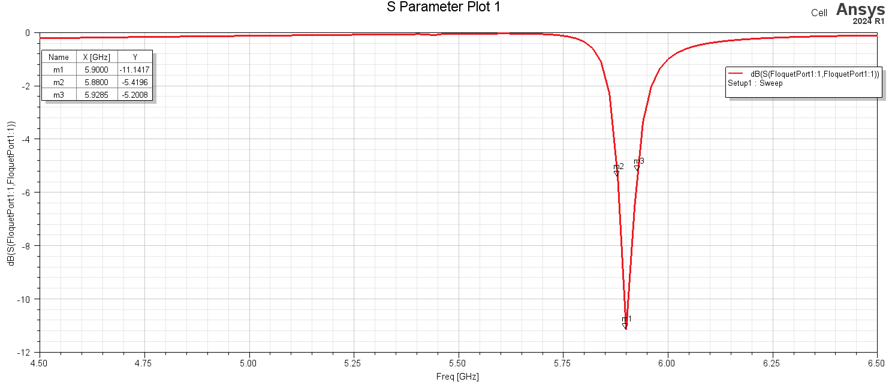 S Parameter Plot 1
Cell Ansys
2024 R1
Name X [GHz] Y
m1 5.9000 -11.1417
m2 5.8800 -5.4196
m3 5.9285 -5.2008
dB(S(FloquetPort1:1,FloquetPort1:1))
Setup1 : Sweep
dB(S(FloquetPort1:1,FloquetPort1:1))
0
-2
-4
-6
-8
-10
-12
m2
m3
m1
4.50 4.75 5.00 5.25 5.50 5.75 6.00 6.25 6.50
Freq [GHz]